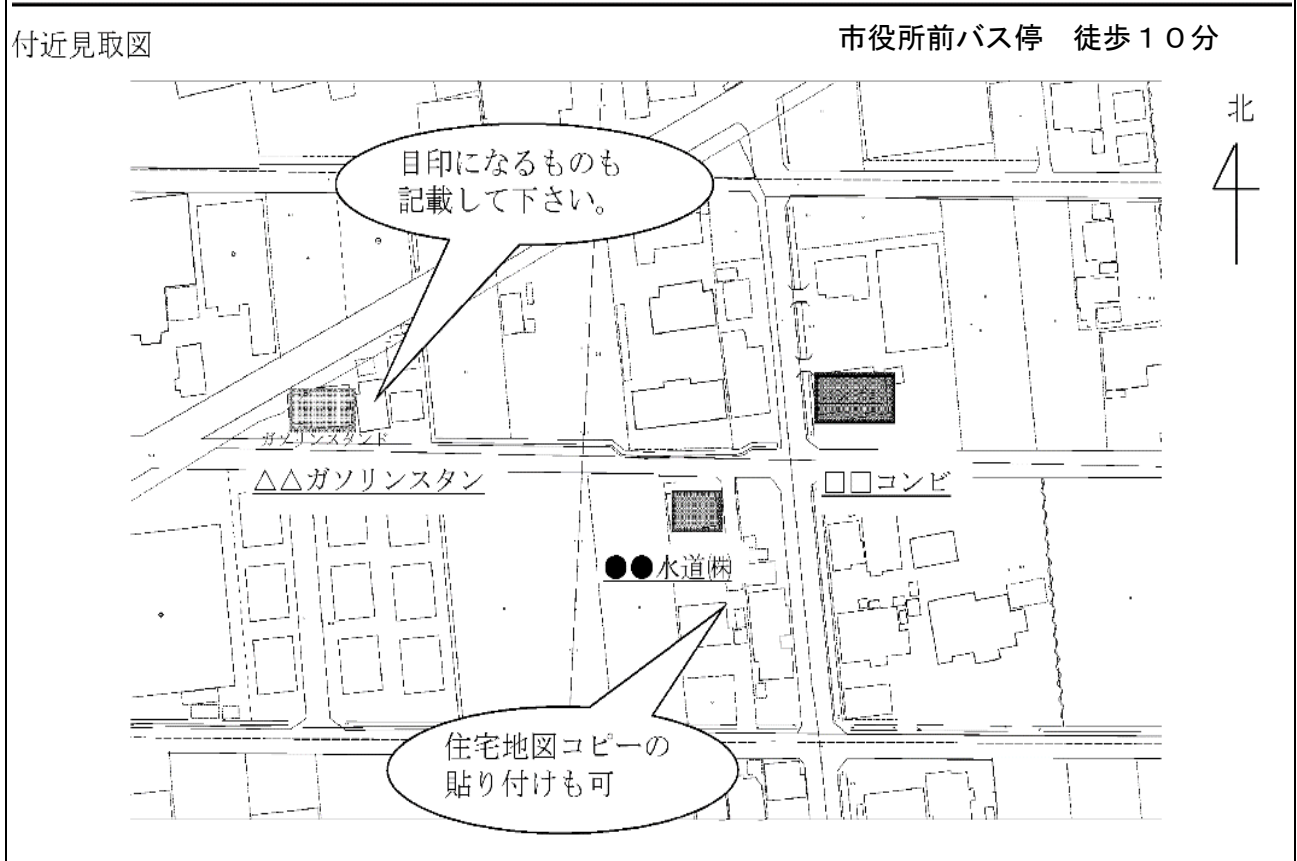 付近見取図
市役所前バス停　徒歩１０分
北
目印になるものも
記載して下さい。
ガソリンスタンド
△△ガソリンスタン
□□コンビ
●●水道㈱
住宅地図コピーの
貼り付けも可